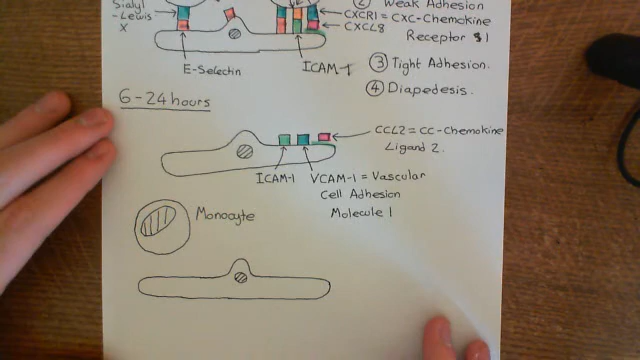 Sialyl
-Lewis
X
E-Selectin
② Weak Adhesion
CXCR1 = CXC-Chemokine
Receptor 1
CXCL8
ICAM-1
③ Tight Adhesion.
④ Diapedesis.
6-24 hours
CCL2 = CC-Chemokine
Ligand 2.
ICAM-1
VCAM-1 = Vascular
Cell Adhesion
Molecule 1
Monocyte